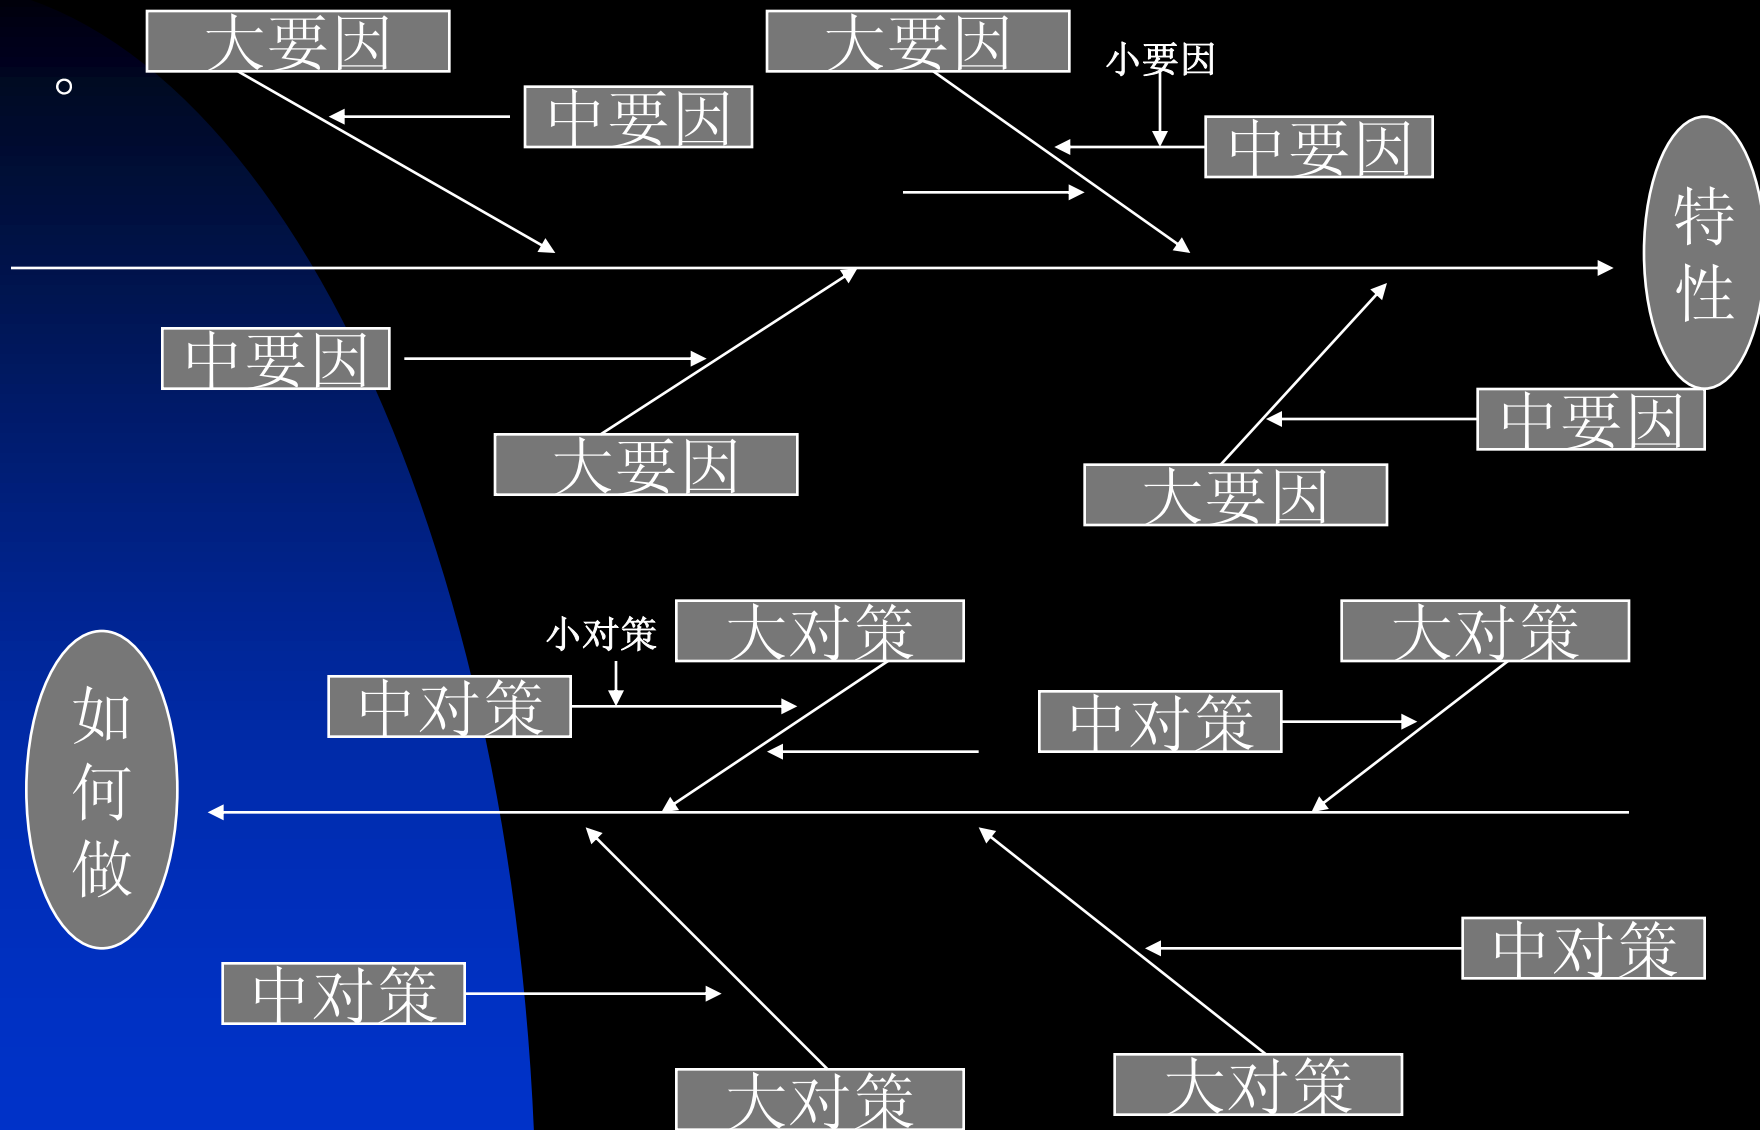 大要因
大要因
小要因
。
中要因
中要因
特
性
中要因
大要因
中要因
大要因
小对策
大对策
大对策
中对策
中对策
如
何
做
中对策
中对策
大对策
大对策